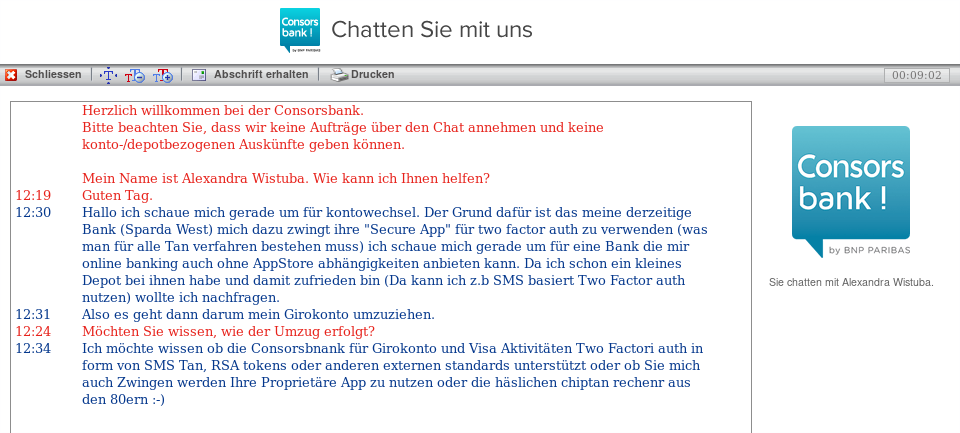 Consors
bank !
by BNP PARIBAS
Chatten Sie mit uns
Schliessen
Abschrift erhalten
Drucken
00:09:02
Herzlich willkommen bei der Consorsbank.
Bitte beachten Sie, dass wir keine Aufträge über den Chat annehmen und keine
konto-/depotbezogenen Auskünfte geben können.
Mein Name ist Alexandra Wistuba. Wie kann ich Ihnen helfen?
12:19 Guten Tag.
12:30 Hallo ich schaue mich gerade um für kontowechsel. Der Grund dafür ist das meine derzeitige
Bank (Sparda West) mich dazu zwingt ihre "Secure App" für two factor auth zu verwenden (was
man für alle Tan verfahren bestehen muss) ich schaue mich gerade um für eine Bank die mir
online banking auch ohne AppStore abhängigkeiten anbieten kann. Da ich schon ein kleines
Depot bei ihnen habe und damit zufrieden bin (Da kann ich z.b SMS basiert Two Factor auth
nutzen) wollte ich nachfragen.
12:31 Also es geht dann darum mein Girokonto umzuziehen.
12:24 Möchten Sie wissen, wie der Umzug erfolgt?
12:34 Ich möchte wissen ob die Consorsbnank für Girokonto und Visa Aktivitäten Two Factori auth in
form von SMS Tan, RSA tokens oder anderen externen standards unterstützt oder ob Sie mich
auch Zwingen werden Ihre Proprietäre App zu nutzen oder die häslichen chiptan rechenr aus
den 80ern :-)
Consors
bank !
by BNP PARIBAS
Sie chatten mit Alexandra Wistuba.